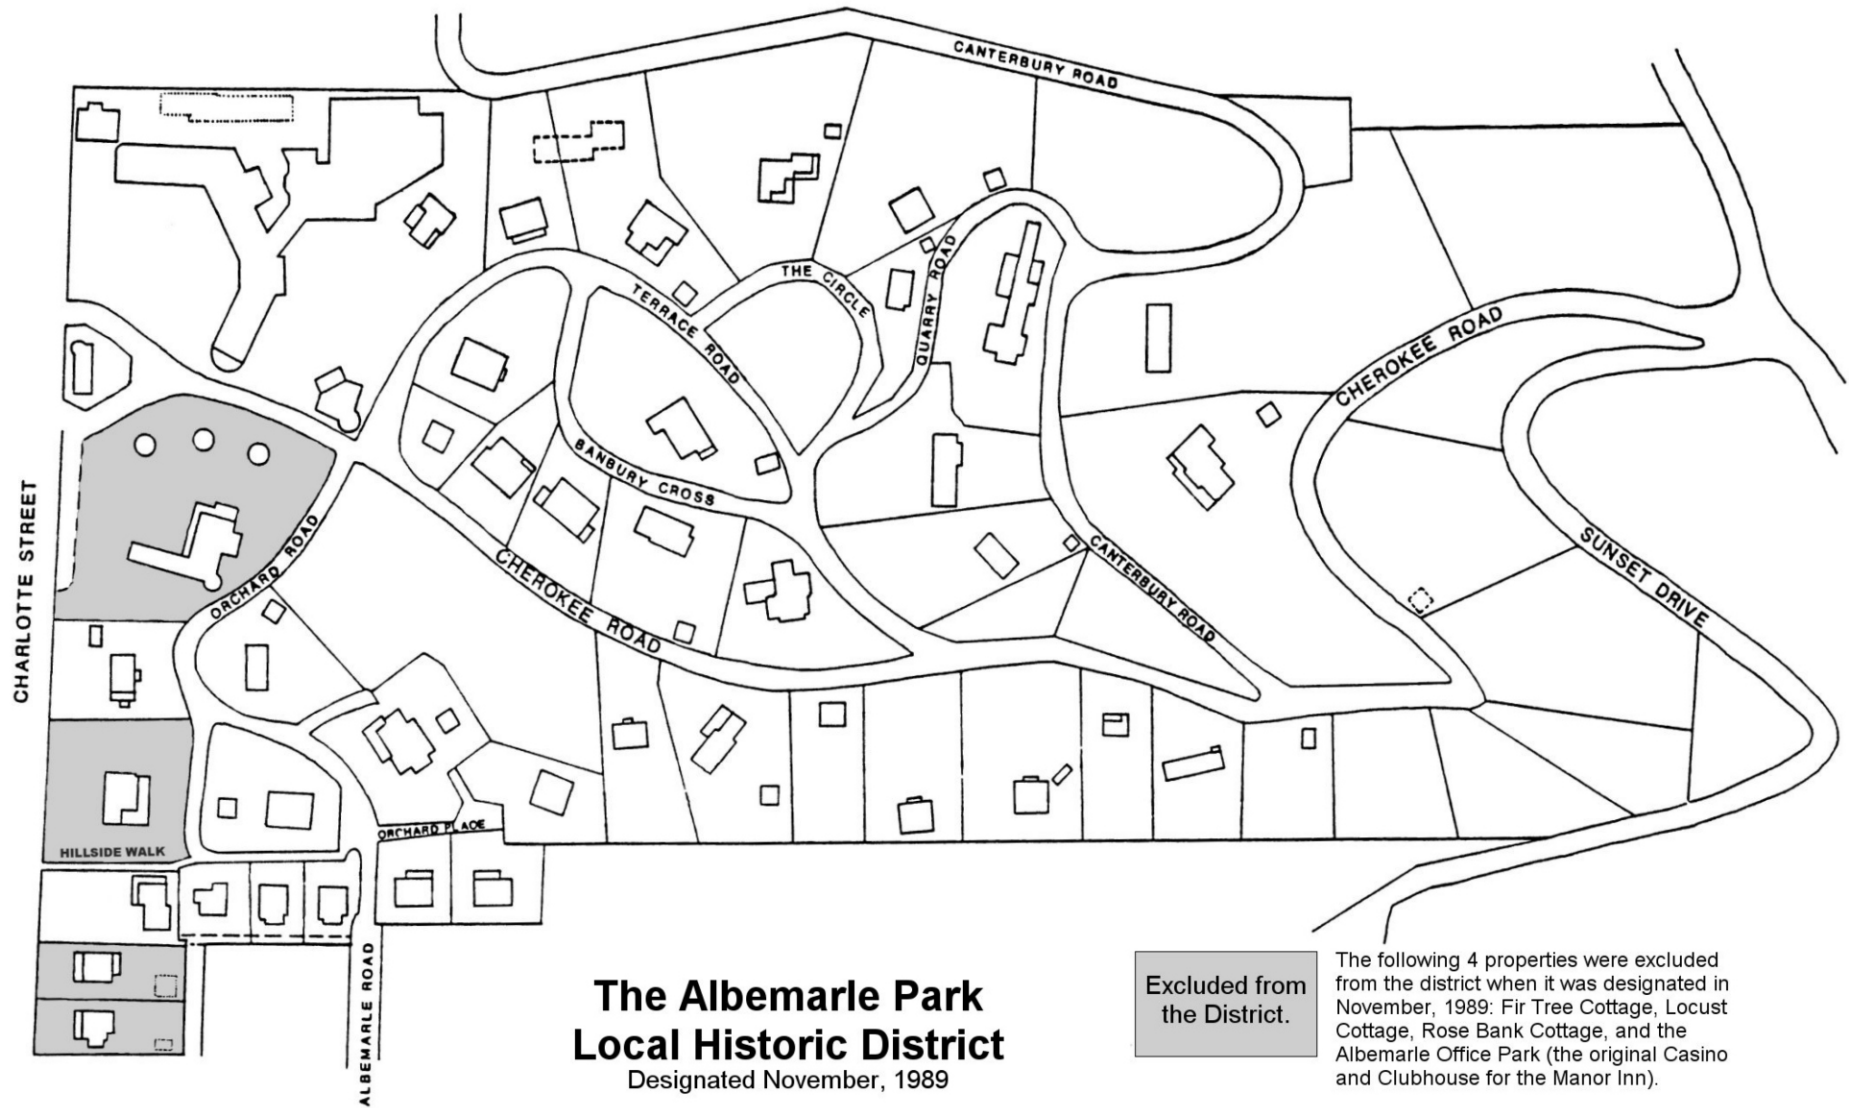 CANTERBURY ROAD
THE CIRCLE
QUARRY ROAD
TERRACE ROAD
CHEROKEE ROAD
BANBURY CROSS
CHARLOTTE STREET
ORCHARD ROAD
CHEROKEE ROAD
CANTERBURY ROAD
SUNSET DRIVE
ORCHARD PLACE
HILLSIDE WALK
ALBEMARLE ROAD
The Albemarle Park
Local Historic District
Designated November, 1989
Excluded from
the District.
The following 4 properties were excluded
from the district when it was designated in
November, 1989: Fir Tree Cottage, Locust
Cottage, Rose Bank Cottage, and the
Albemarle Office Park (the original Casino
and Clubhouse for the Manor Inn).